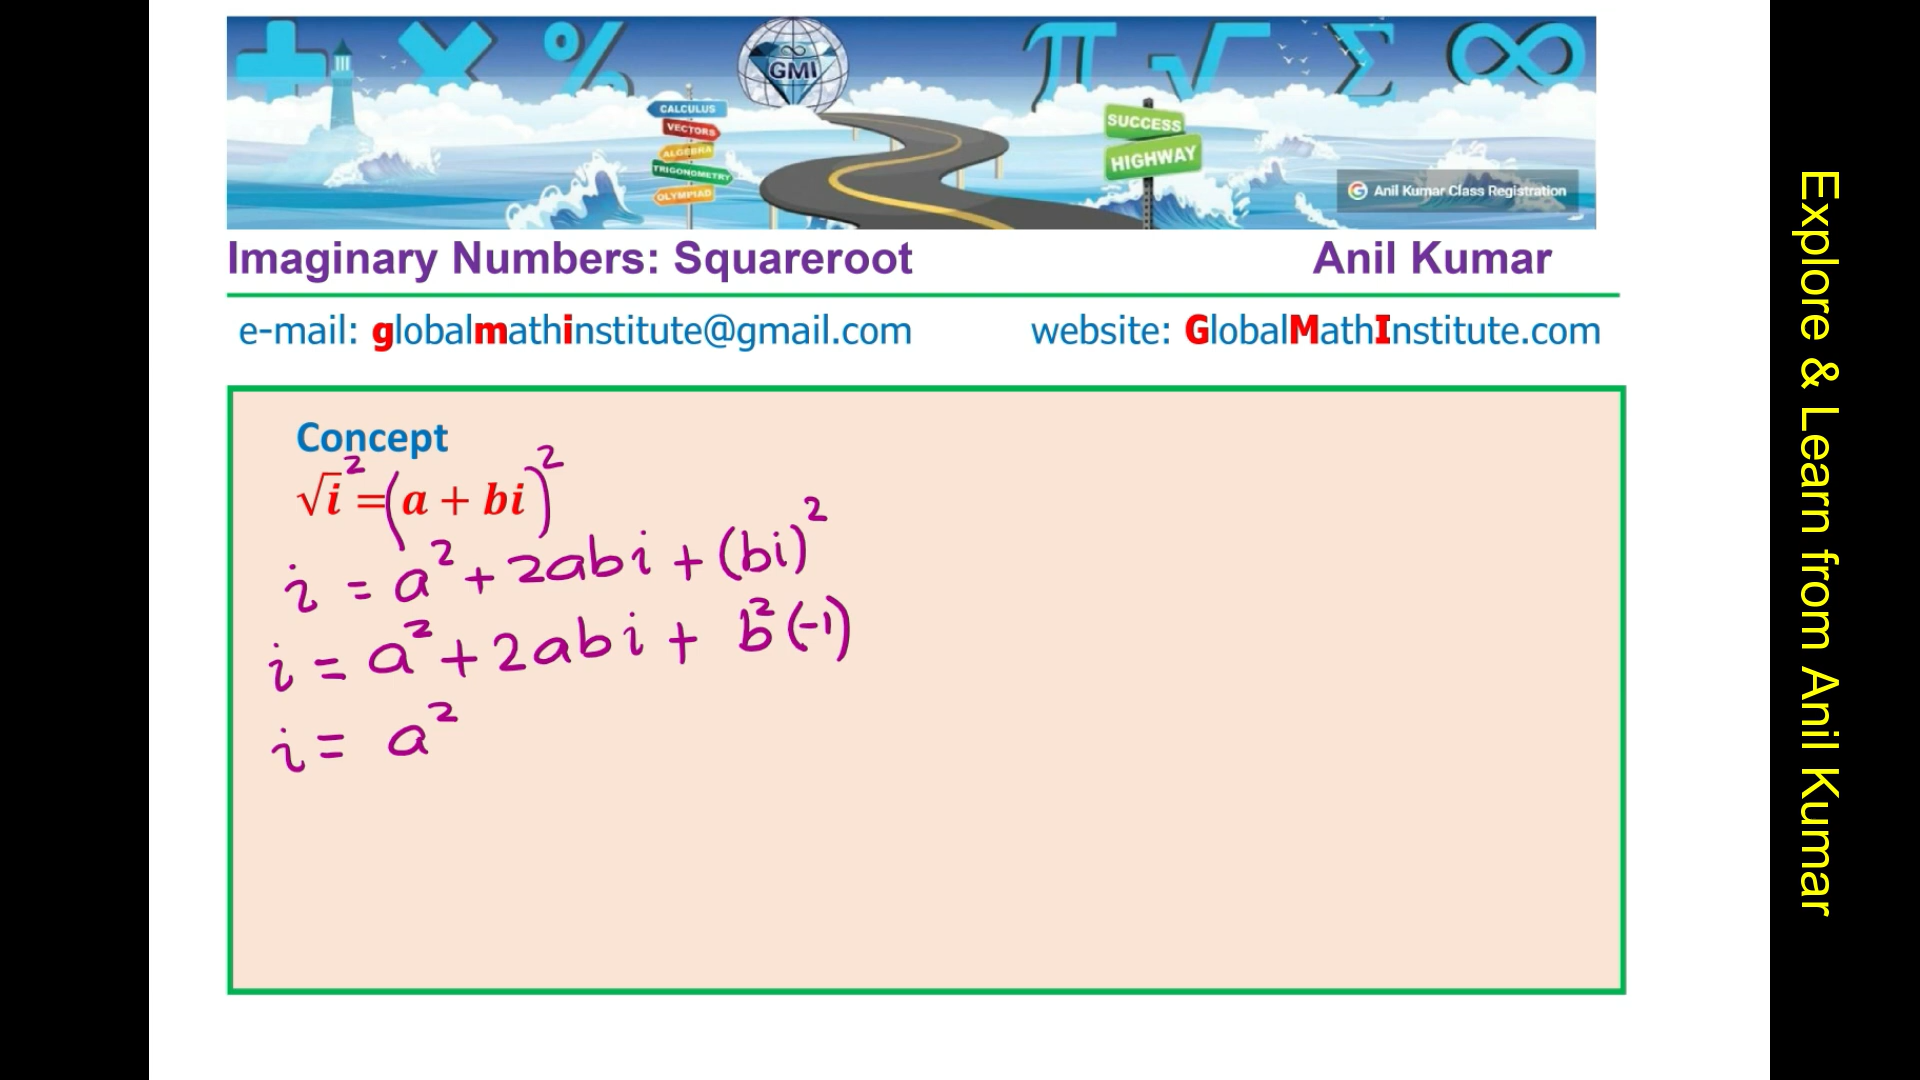 GMI
CALCULUS
VECTORS
ALGEBRA
TRIGONOMETRY
OLYMPIAD
SUCCESS
HIGHWAY
Anil Kumar Class Registration
Imaginary Numbers: Squareroot Anil Kumar
e-mail: globalmathinstitute@gmail.com website: GlobalMathInstitute.com
Concept
√i² = (a + bi)²
i = a² + 2abi + (bi)²
i = a² + 2abi + b²(-1)
i = a²
Explore & Learn from Anil Kumar